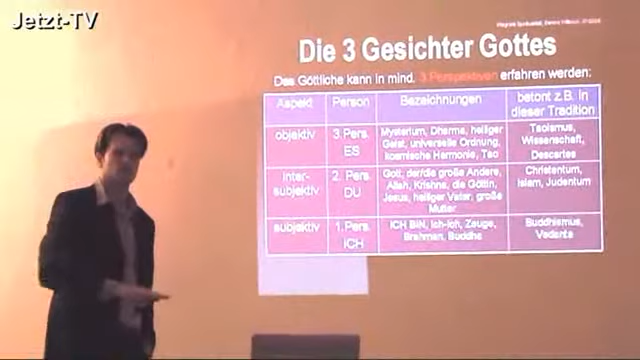 Jetzt-TV
Die 3 Gesichter Gottes
Das Göttliche kann in mind. 3 Perspektiven erfahren werden:
Aspekt
Person
Bezeichnungen
betont z.B. in
dieser Tradition
objektiv
3. Pers.
ES
Mysterium, Dharma, heiliger
Geist, universelle Ordnung,
kosmische Harmonie, Tao
Taoismus,
Wissenschaft,
Descartes
inter-
subjektiv
2. Pers.
DU
Gott, der/die große Andere,
Allah, Krishna, die Göttin,
Jesus, heiliger Vater, große
Mutter
Christentum,
Islam, Judentum
subjektiv
1. Pers.
ICH
ICH BIN, Ich-Ich, Zeuge,
Brahman, Buddha
Buddhismus,
Vedanta